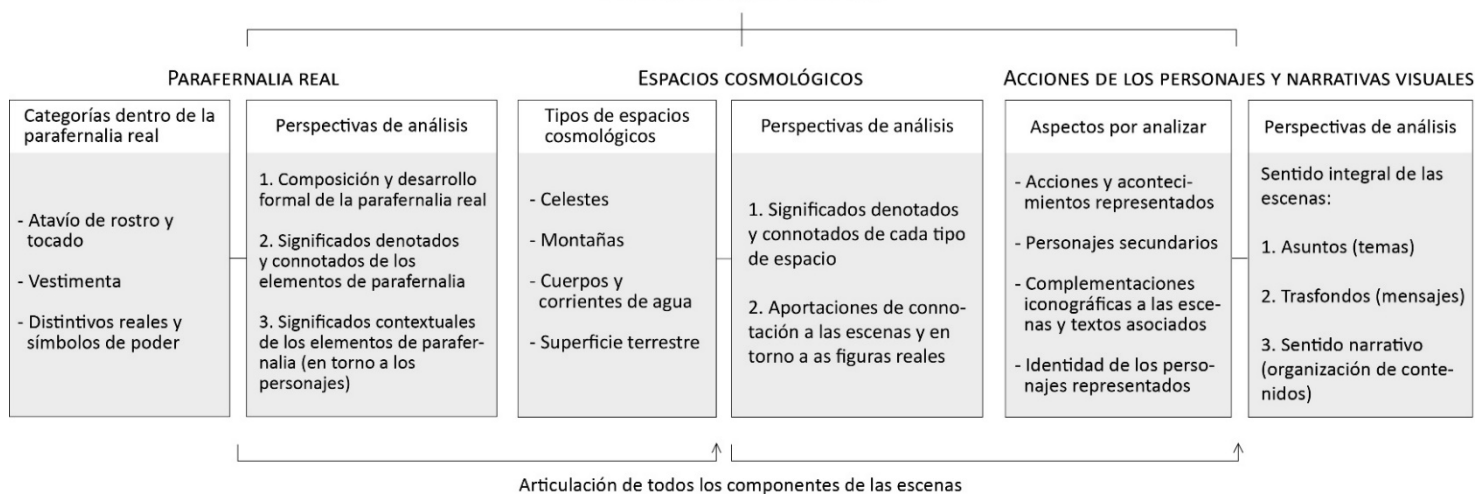 PARAFERNALIA REAL
Categorías dentro de la
parafernalia real
- Atavío de rostro y
tocado
- Vestimenta
- Distintivos reales y
símbolos de poder
Perspectivas de análisis
1. Composición y desarrollo
formal de la parafernalia real
2. Significados denotados
y connotados de los
elementos de parafernalia
3. Significados contextuales
de los elementos de parafer-
nalia (en torno a los
personajes)
ESPACIOS COSMOLÓGICOS
Tipos de espacios
cosmológicos
- Celestes
- Montañas
- Cuerpos y
corrientes de agua
- Superficie terrestre
Perspectivas de análisis
1. Significados denotados
y connotados de cada tipo
de espacio
2. Aportaciones de conno-
tación a las escenas y en
torno a as figuras reales
ACCIONES DE LOS PERSONAJES Y NARRATIVAS VISUALES
Aspectos por analizar
- Acciones y aconteci-
mientos representados
- Personajes secundarios
- Complementaciones
iconográficas a las esce-
nas y textos asociados
- Identidad de los perso-
najes representados
Perspectivas de análisis
Sentido integral de las
escenas:
1. Asuntos (temas)
2. Trasfondos (mensajes)
3. Sentido narrativo
(organización de conte-
nidos)
Articulación de todos los componentes de las escenas